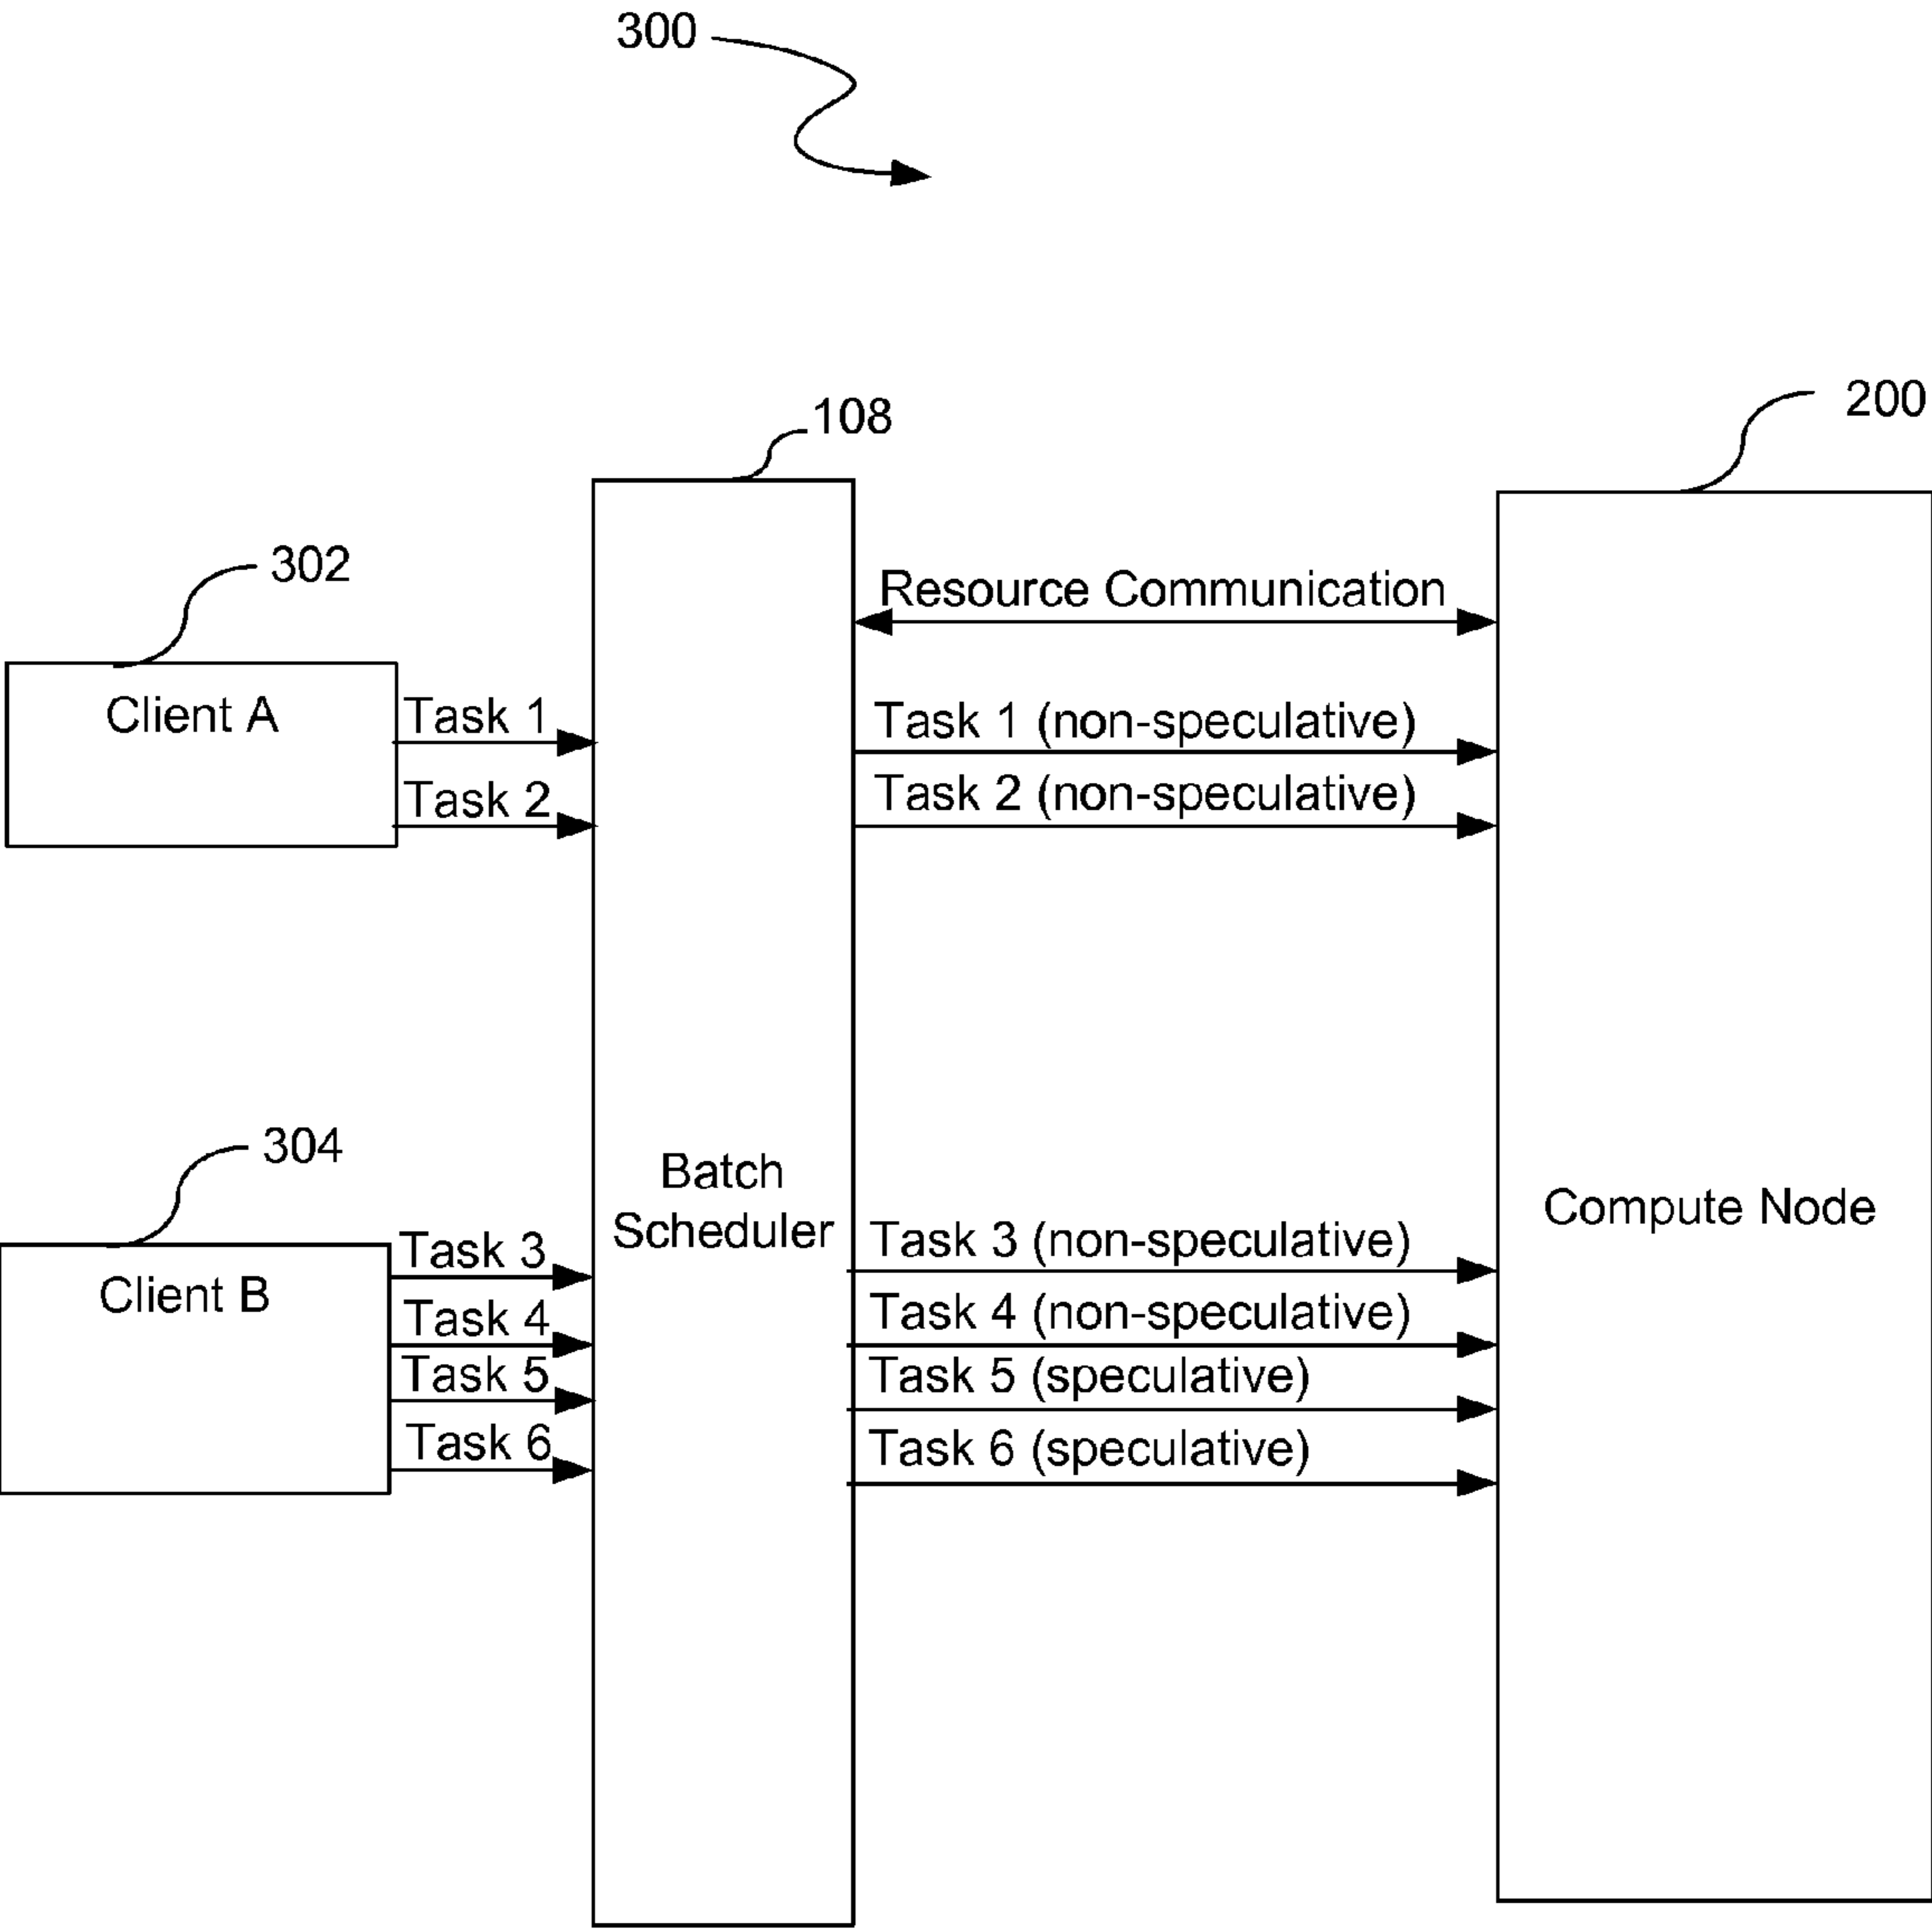 300
108
200
302
Resource Communication
Client A
Task 1
Task 1 (non-speculative)
Task 2
Task 2 (non-speculative)
304
Batch
Scheduler
Compute Node
Client B
Task 3
Task 3 (non-speculative)
Task 4
Task 4 (non-speculative)
Task 5
Task 5 (speculative)
Task 6
Task 6 (speculative)